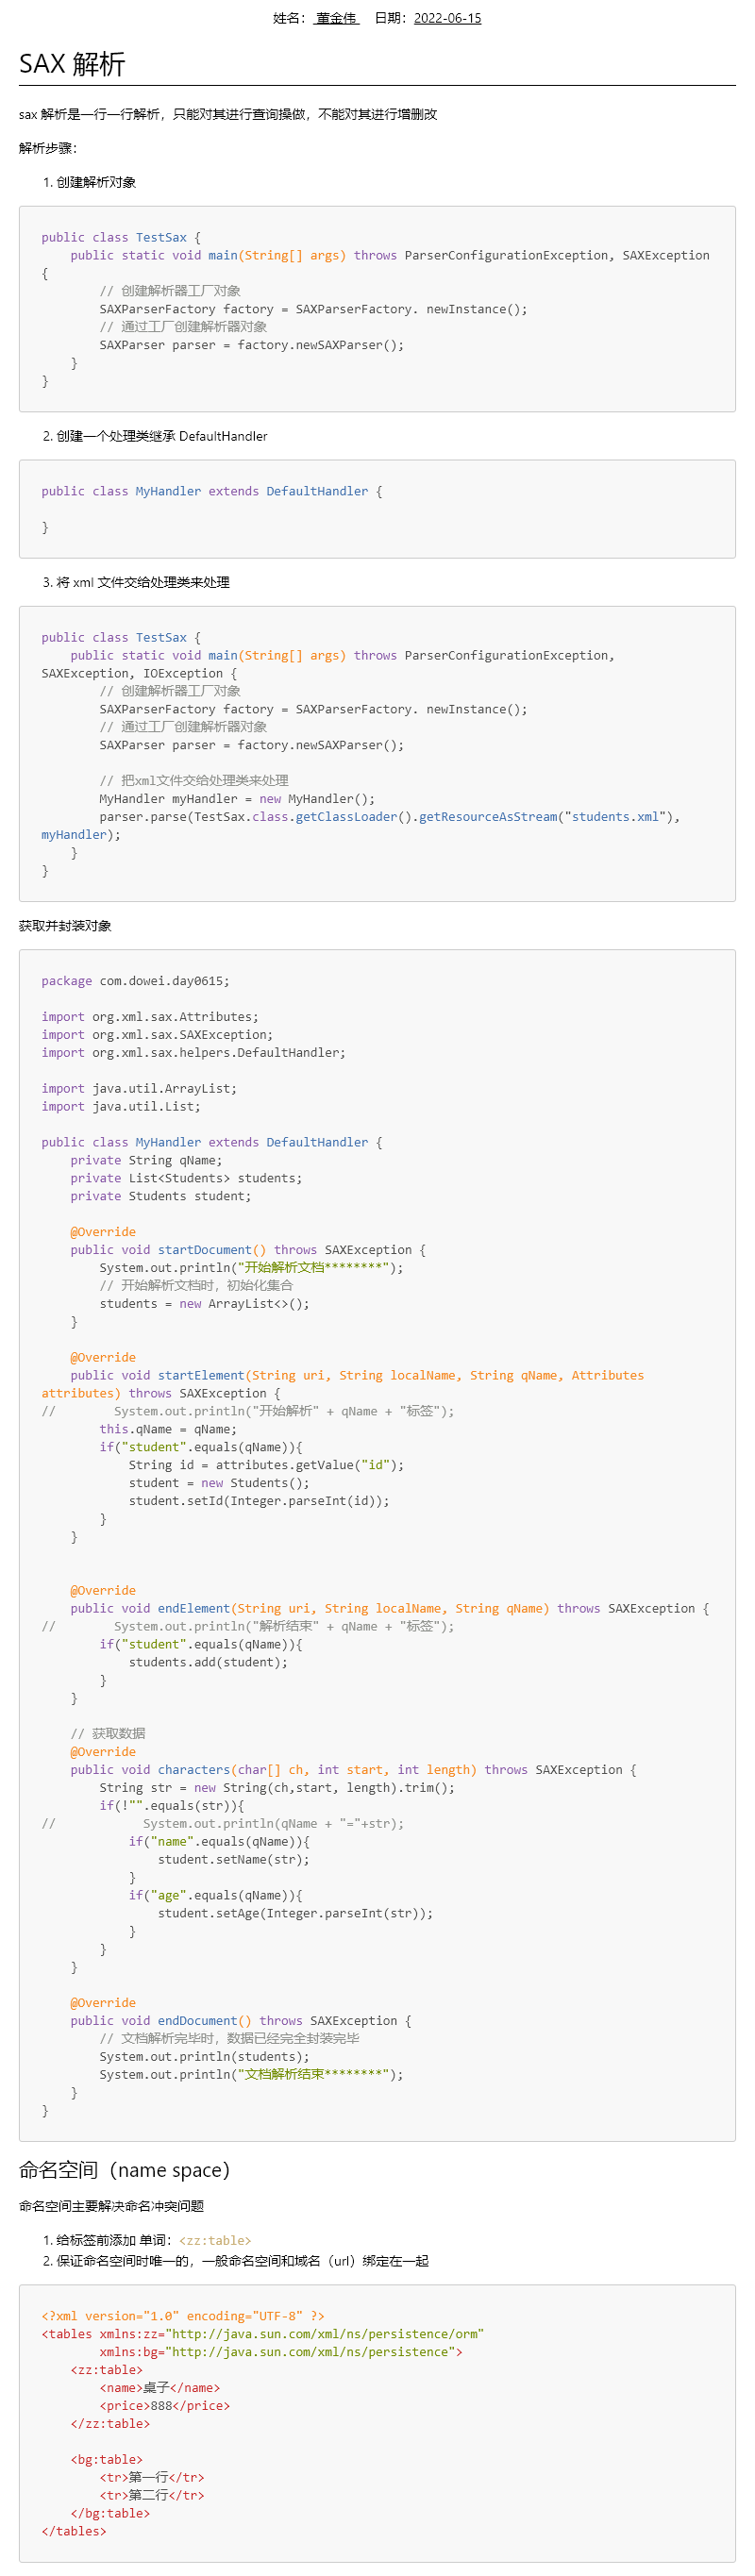 姓名： 董金伟  日期：2022-06-15
SAX 解析
sax 解析是一行一行解析，只能对其进行查询操做，不能对其进行增删改
解析步骤：
1. 创建解析对象
public class TestSax {
    public static void main(String[] args) throws ParserConfigurationException, SAXException
{
        // 创建解析器工厂对象
        SAXParserFactory factory = SAXParserFactory. newInstance();
        // 通过工厂创建解析器对象
        SAXParser parser = factory.newSAXParser();
    }
}
2. 创建一个处理类继承 DefaultHandler
public class MyHandler extends DefaultHandler {
}
3. 将 xml 文件交给处理类来处理
public class TestSax {
    public static void main(String[] args) throws ParserConfigurationException,
SAXException, IOException {
        // 创建解析器工厂对象
        SAXParserFactory factory = SAXParserFactory. newInstance();
        // 通过工厂创建解析器对象
        SAXParser parser = factory.newSAXParser();
        // 把xml文件交给处理类来处理
        MyHandler myHandler = new MyHandler();
        parser.parse(TestSax.class.getClassLoader().getResourceAsStream("students.xml"),
myHandler);
    }
}
获取并封装对象
package com.dowei.day0615;
import org.xml.sax.Attributes;
import org.xml.sax.SAXException;
import org.xml.sax.helpers.DefaultHandler;
import java.util.ArrayList;
import java.util.List;
public class MyHandler extends DefaultHandler {
    private String qName;
    private List<Students> students;
    private Students student;
    @Override
    public void startDocument() throws SAXException {
        System.out.println("开始解析文档********");
        // 开始解析文档时，初始化集合
        students = new ArrayList<>();
    }
    @Override
    public void startElement(String uri, String localName, String qName, Attributes
attributes) throws SAXException {
//        System.out.println("开始解析" + qName + "标签");
        this.qName = qName;
        if("student".equals(qName)){
            String id = attributes.getValue("id");
            student = new Students();
            student.setId(Integer.parseInt(id));
        }
    }
    @Override
    public void endElement(String uri, String localName, String qName) throws SAXException {
//        System.out.println("解析结束" + qName + "标签");
        if("student".equals(qName)){
            students.add(student);
        }
    }
    // 获取数据
    @Override
    public void characters(char[] ch, int start, int length) throws SAXException {
        String str = new String(ch,start, length).trim();
        if(!"".equals(str)){
//            System.out.println(qName + "="+str);
            if("name".equals(qName)){
                student.setName(str);
            }
            if("age".equals(qName)){
                student.setAge(Integer.parseInt(str));
            }
        }
    }
    @Override
    public void endDocument() throws SAXException {
        // 文档解析完毕时，数据已经完全封装完毕
        System.out.println(students);
        System.out.println("文档解析结束********");
    }
}
命名空间（name space）
命名空间主要解决命名冲突问题
1. 给标签前添加 单词：<zz:table>
2. 保证命名空间时唯一的，一般命名空间和域名（url）绑定在一起
<?xml version="1.0" encoding="UTF-8" ?>
<tables xmlns:zz="http://java.sun.com/xml/ns/persistence/orm"
        xmlns:bg="http://java.sun.com/xml/ns/persistence">
    <zz:table>
        <name>桌子</name>
        <price>888</price>
    </zz:table>
    <bg:table>
        <tr>第一行</tr>
        <tr>第二行</tr>
    </bg:table>
</tables>